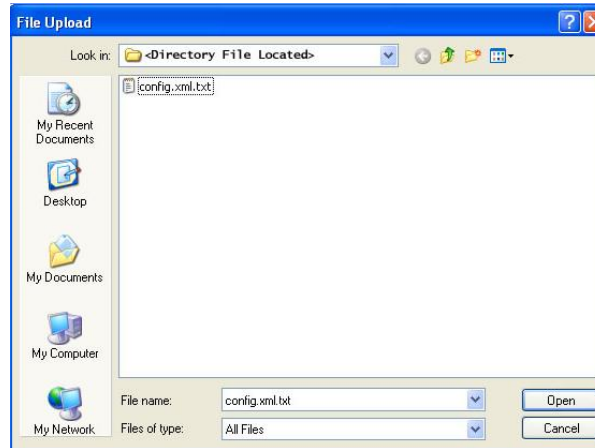 File Upload
Look in: <Directory File Located>
config.xml.txt
My Recent
Documents
Desktop
My Documents
My Computer
My Network
File name: config.xml.txt Open
Files of type: All Files Cancel